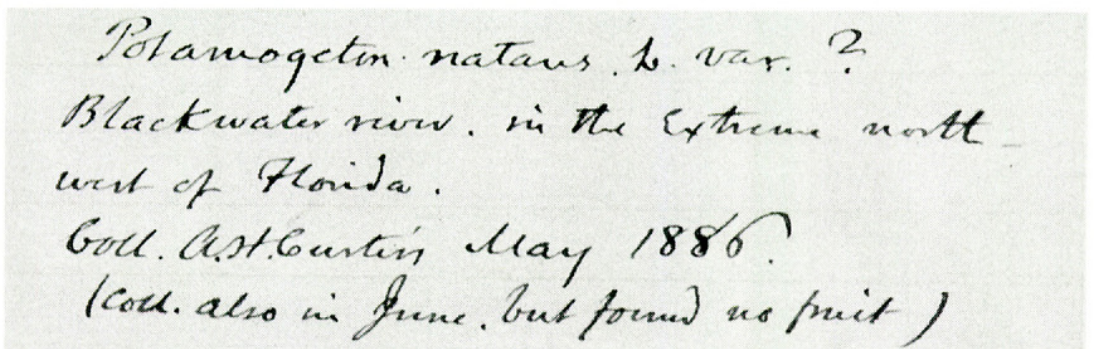 Potamogeton natans. L. var. ?
Blackwater river. in the Extreme north-
west of Florida.
Coll. A.H. Curtiss May 1886.
(Coll. also in June. but found no fruit)